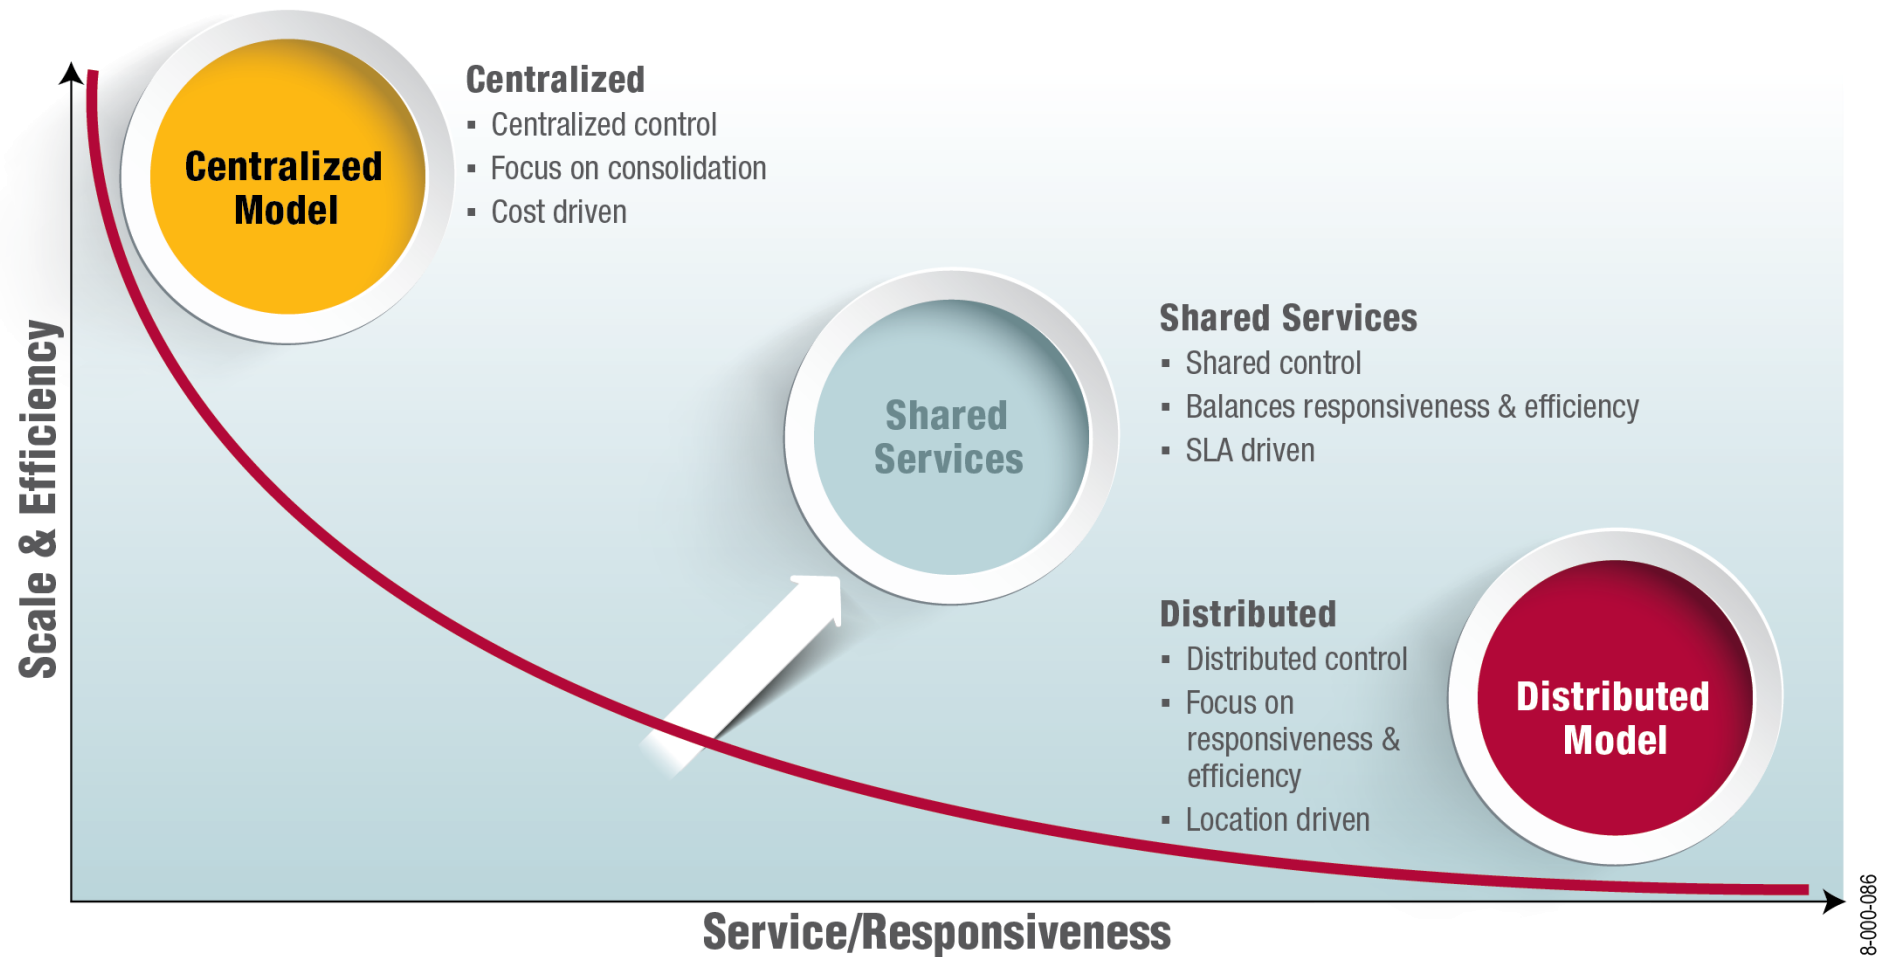 Centralized
Model
Centralized
▪ Centralized control
▪ Focus on consolidation
▪ Cost driven
Shared
Services
Shared Services
▪ Shared control
▪ Balances responsiveness & efficiency
▪ SLA driven
Distributed
▪ Distributed control
▪ Focus on
responsiveness &
efficiency
▪ Location driven
Distributed
Model
Scale & Efficiency
Service/Responsiveness
8-000-086